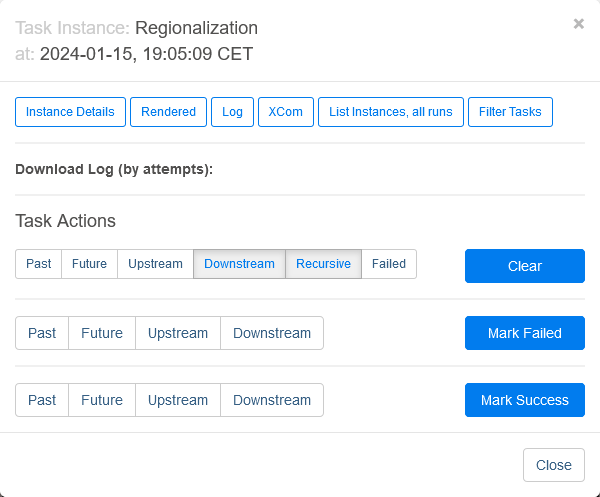 Task Instance: Regionalization ×
at: 2024-01-15, 19:05:09 CET
Instance Details Rendered Log XCom List Instances, all runs Filter Tasks
Download Log (by attempts):
Task Actions
Past Future Upstream Downstream Recursive Failed Clear
Past Future Upstream Downstream Mark Failed
Past Future Upstream Downstream Mark Success
Close